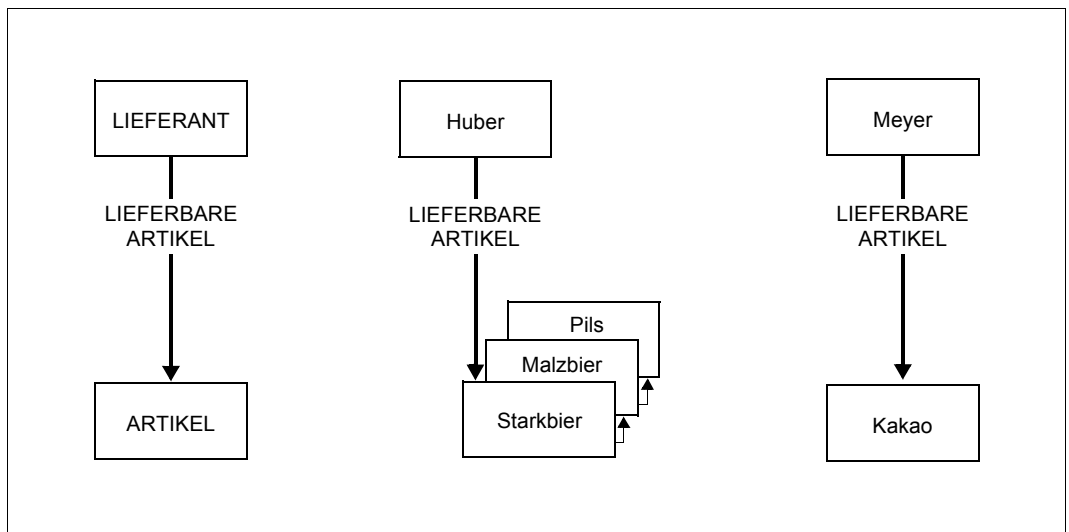 LIEFERANT
LIEFERBARE
ARTIKEL
ARTIKEL
Huber
LIEFERBARE
ARTIKEL
Pils
Malzbier
Starkbier
Meyer
LIEFERBARE
ARTIKEL
Kakao